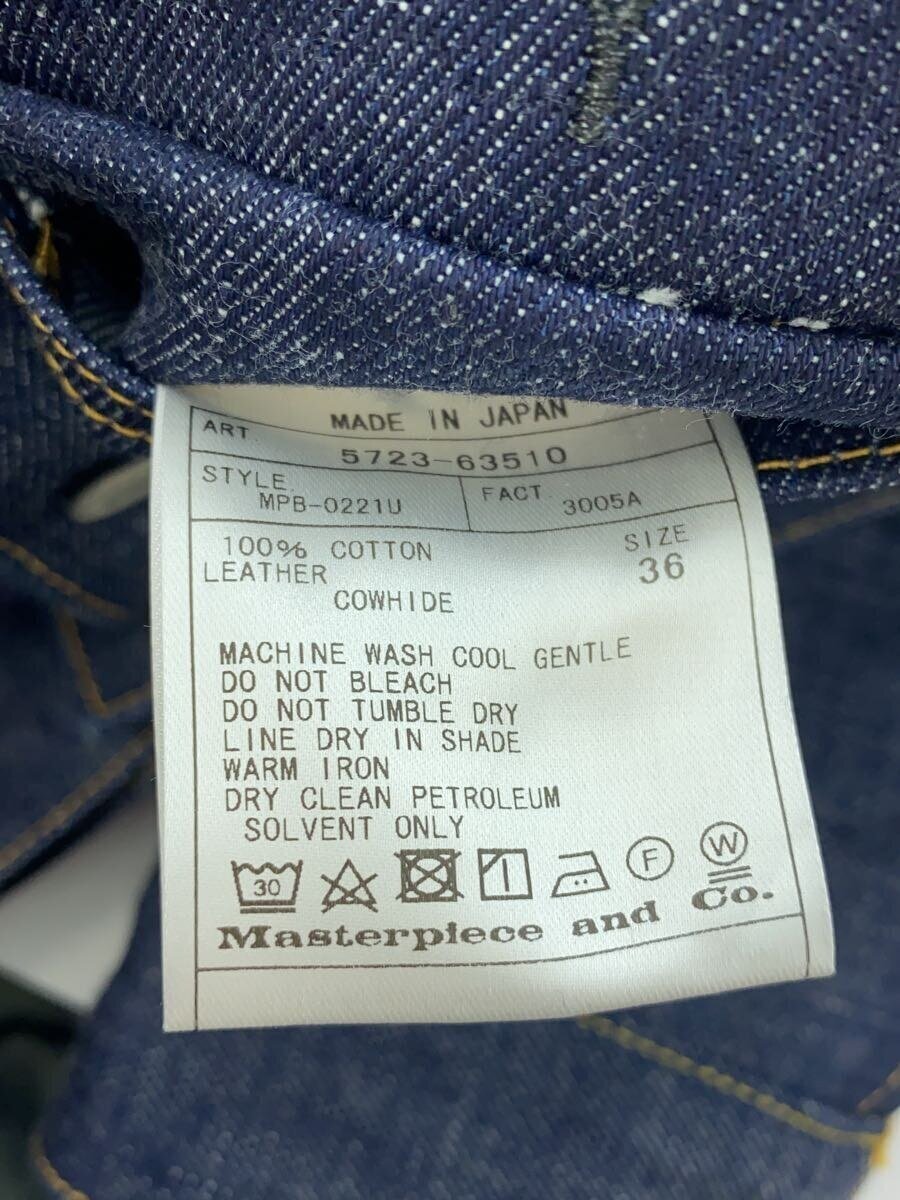 MADE IN JAPAN
ART. 5723-63510
STYLE. MPB-0221U FACT. 3005A
100% COTTON SIZE
LEATHER 36
COWHIDE
MACHINE WASH COOL GENTLE
DO NOT BLEACH
DO NOT TUMBLE DRY
LINE DRY IN SHADE
WARM IRON
DRY CLEAN PETROLEUM
SOLVENT ONLY
30 F W
Masterpiece and Co.